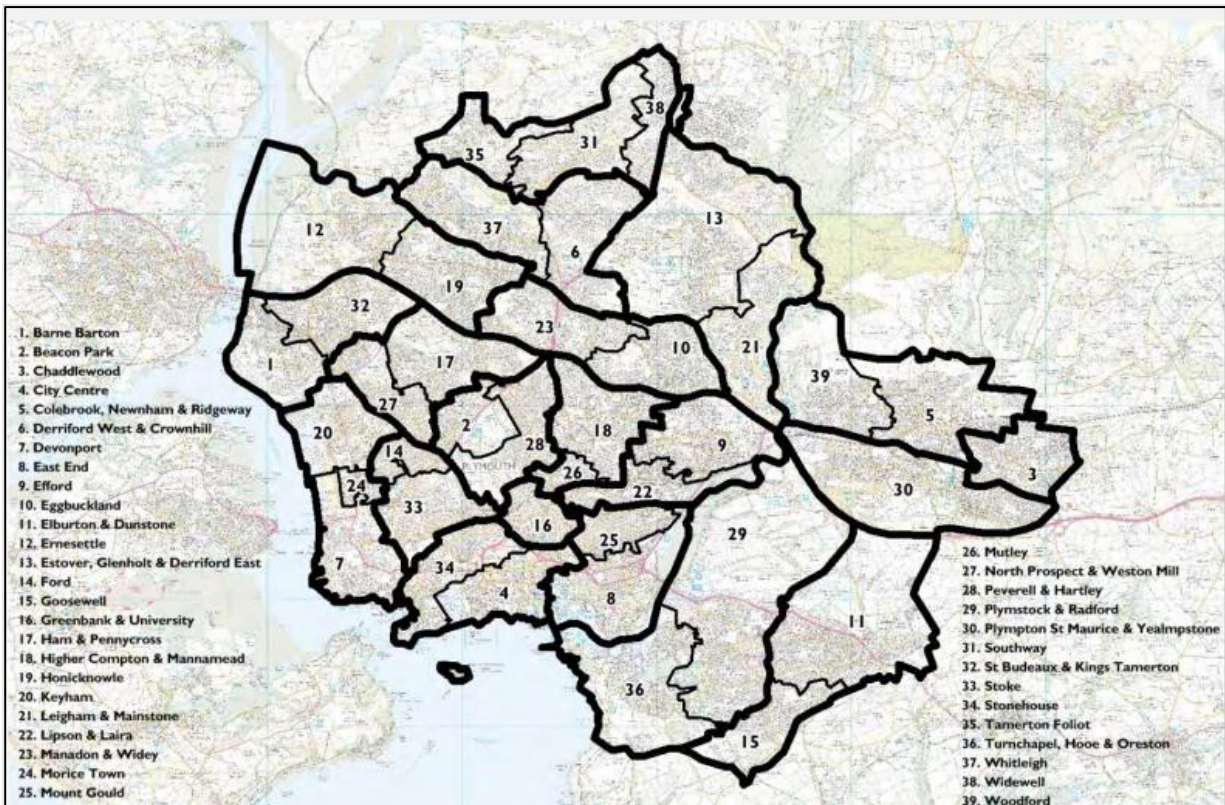 38
31
35
13
12
37
6
19
32
23
10
21
1
17
39
5
27
20
2
28
18
9
14
PLYMOUTH
26
24
22
30
3
33
16
25
29
7
34
4
8
11
36
15
1. Barne Barton
2. Beacon Park
3. Chaddlewood
4. City Centre
5. Colebrook, Newnham & Ridgeway
6. Derriford West & Crownhill
7. Devonport
8. East End
9. Efford
10. Eggbuckland
11. Elburton & Dunstone
12. Ernesettle
13. Estover, Glenholt & Derriford East
14. Ford
15. Goosewell
16. Greenbank & University
17. Ham & Pennycross
18. Higher Compton & Mannamead
19. Honicknowle
20. Keyham
21. Leigham & Mainstone
22. Lipson & Laira
23. Manadon & Widey
24. Morice Town
25. Mount Gould
26. Mutley
27. North Prospect & Weston Mill
28. Peverell & Hartley
29. Plymstock & Radford
30. Plympton St Maurice & Yealmpstone
31. Southway
32. St Budeaux & Kings Tamerton
33. Stoke
34. Stonehouse
35. Tamerton Foliot
36. Turnchapel, Hooe & Oreston
37. Whitleigh
38. Widewell
39. Woodford